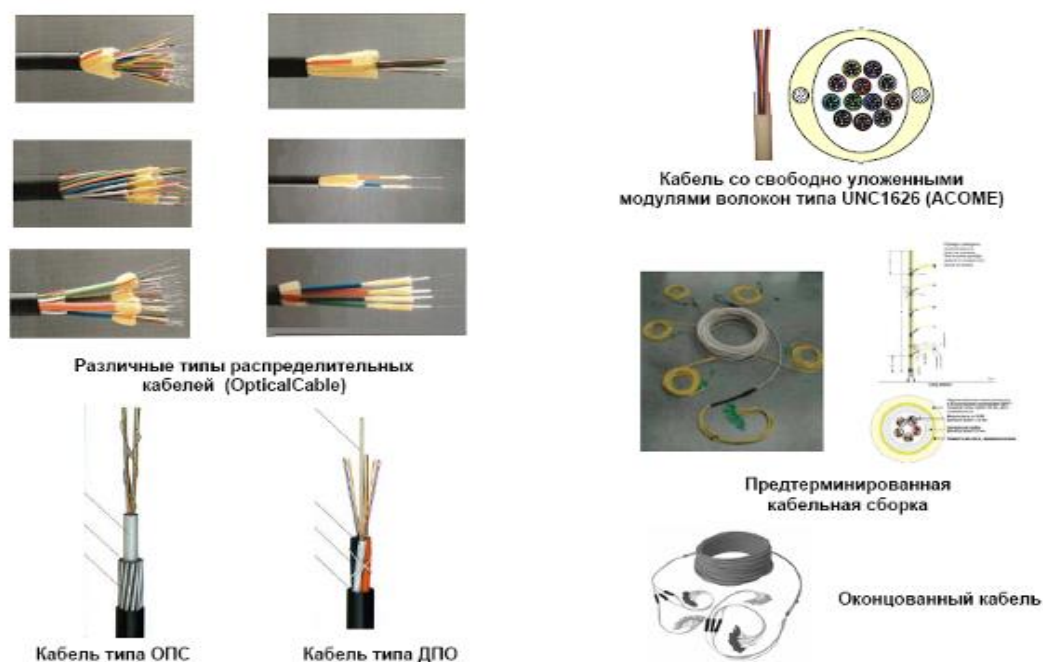 Различные типы распределительных
кабелей (OpticalCable)
Кабель типа ОПС
Кабель типа ДПО
Кабель со свободно уложенными
модулями волокон типа UNC1626 (ACOME)
Предтерминированная
кабельная сборка
Оконцованный кабель